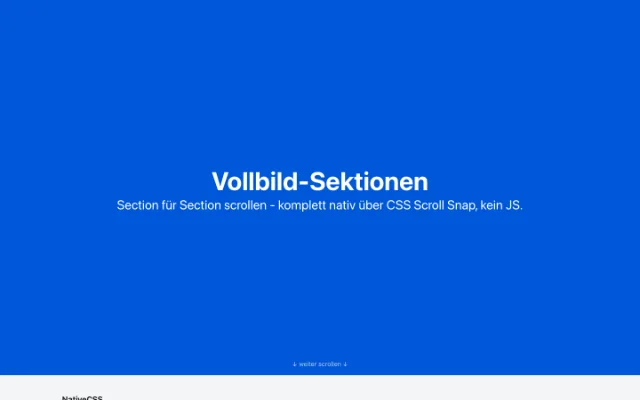 Vollbild-Sektionen
Section für Section scrollen - komplett nativ über CSS Scroll Snap, kein JS.
↓ weiter scrollen ↓
NativeCSS